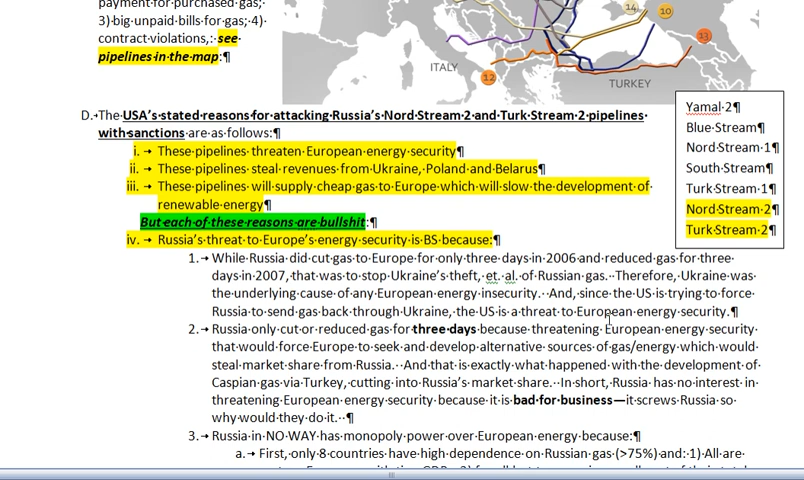 payment for purchased gas;
3) big unpaid bills for gas; 4)
contract violations,: see
pipelines in the map:¶
14
10
13
12
ITALY
TURKEY
Yamal 2¶
Blue Stream¶
Nord Stream 1¶
South Stream¶
Turk Stream 1¶
Nord Stream 2¶
Turk Stream 2¶
D. The USA's stated reasons for attacking Russia's Nord Stream 2 and Turk Stream 2 pipelines
with sanctions are as follows:¶
i. These pipelines threaten European energy security¶
ii. These pipelines steal revenues from Ukraine, Poland and Belarus¶
iii. These pipelines will supply cheap gas to Europe which will slow the development of
renewable energy¶
But each of these reasons are bullshit:¶
iv. Russia's threat to Europe's energy security is BS because:¶
1. While Russia did cut gas to Europe for only three days in 2006 and reduced gas for three
days in 2007, that was to stop Ukraine's theft, et. al. of Russian gas. Therefore, Ukraine was
the underlying cause of any European energy insecurity. And, since the US is trying to force
Russia to send gas back through Ukraine, the US is a threat to European energy security.¶
2. Russia only cut or reduced gas for three days because threatening European energy security
that would force Europe to seek and develop alternative sources of gas/energy which would
steal market share from Russia. And that is exactly what happened with the development of
Caspian gas via Turkey, cutting into Russia's market share. In short, Russia has no interest in
threatening European energy security because it is bad for business—it screws Russia so
why would they do it. ¶
3. Russia in NO WAY has monopoly power over European energy because:¶
a. First, only 8 countries have high dependence on Russian gas (>75%) and: 1) All are